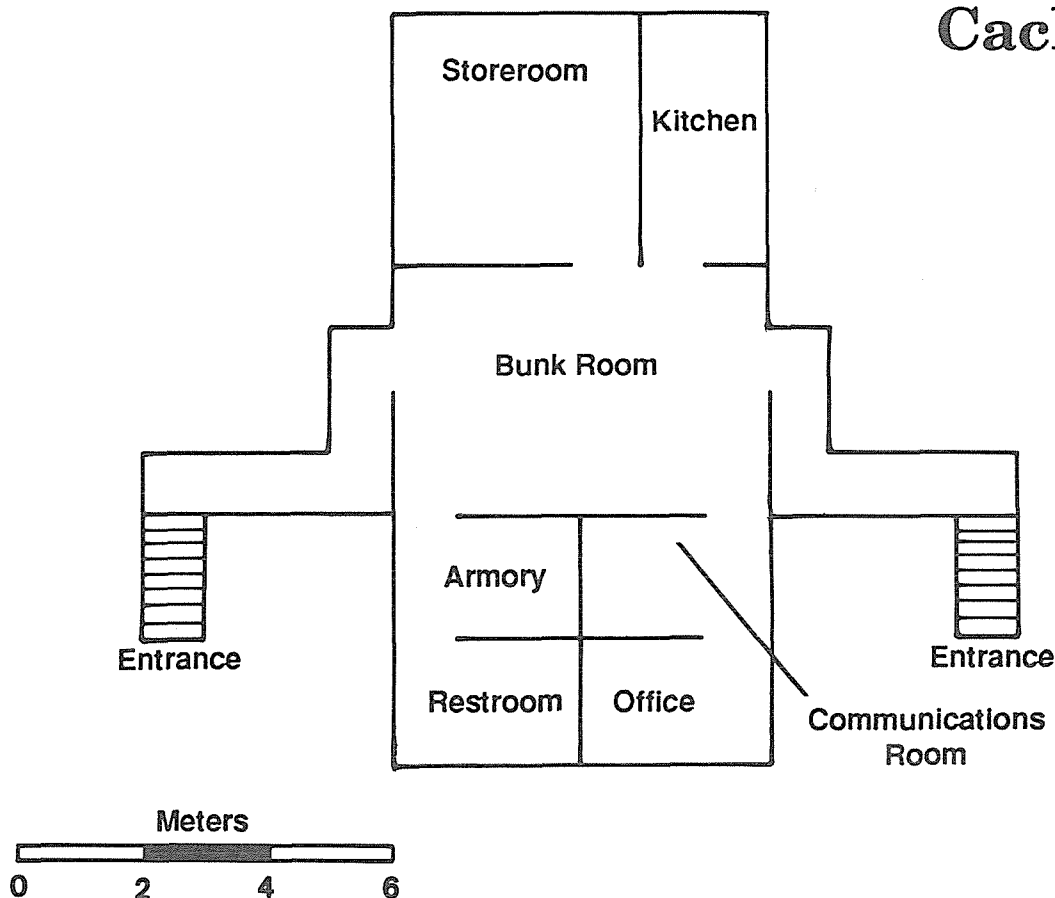 Storeroom
Kitchen
Bunk Room
Armory
Entrance
Entrance
Restroom
Office
Communications
Room
Meters
0 2 4 6